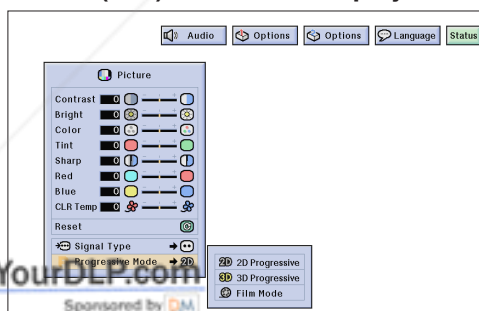 Audio Options Options Language Status
Picture
Contrast 0
Bright 0
Color 0
Tint 0
Sharp 0
Red 0
Blue 0
CLR Temp 0
Reset
Signal Type
Progressive Mode 2D
2D 2D Progressive
3D 3D Progressive
Film Mode
YourDLP.com
Sponsored by DM